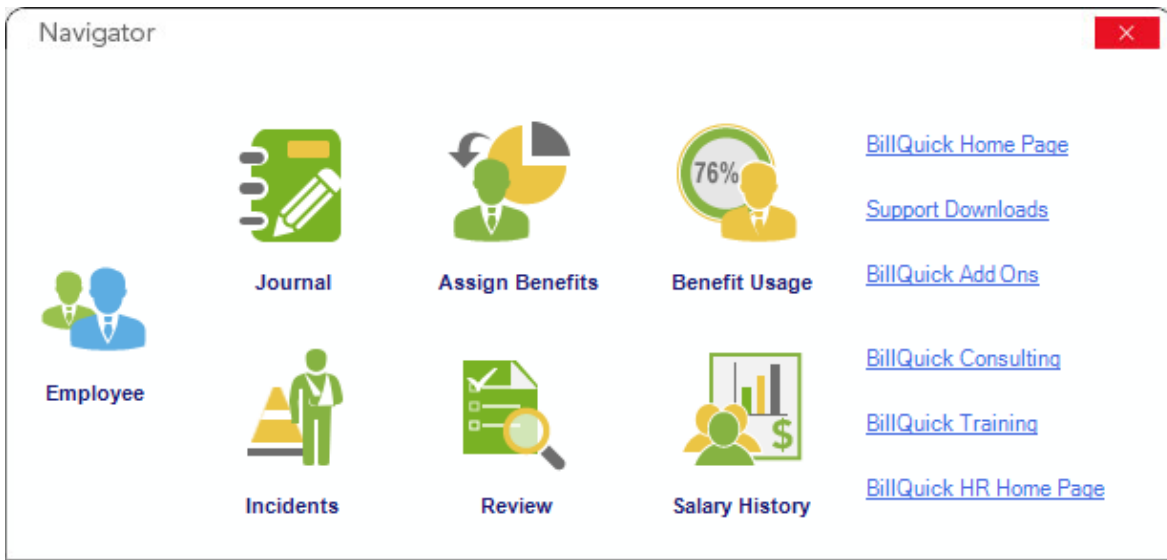 Navigator
76%
Journal
Assign Benefits
Benefit Usage
Employee
$
Incidents
Review
Salary History
BillQuick Home Page
Support Downloads
BillQuick Add Ons
BillQuick Consulting
BillQuick Training
BillQuick HR Home Page